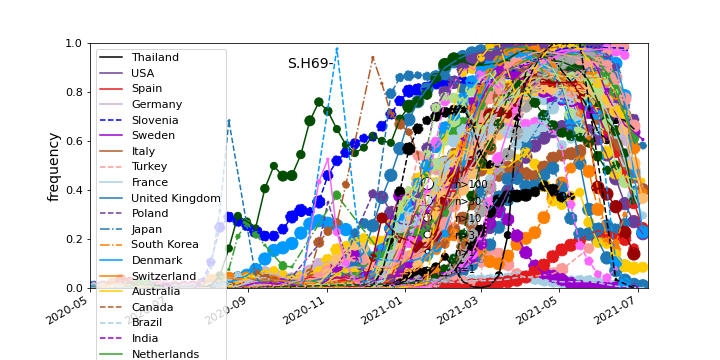 S.H69-
frequency
1.0
0.8
0.6
0.4
0.2
0.0
Thailand
USA
Spain
Germany
Slovenia
Sweden
Italy
Turkey
France
United Kingdom
Poland
Japan
South Korea
Denmark
Switzerland
Australia
Canada
Brazil
India
Netherlands
n>100
n>10
n>3
n=1
2020-05
2020-07
2020-09
2020-11
2021-01
2021-03
2021-05
2021-07